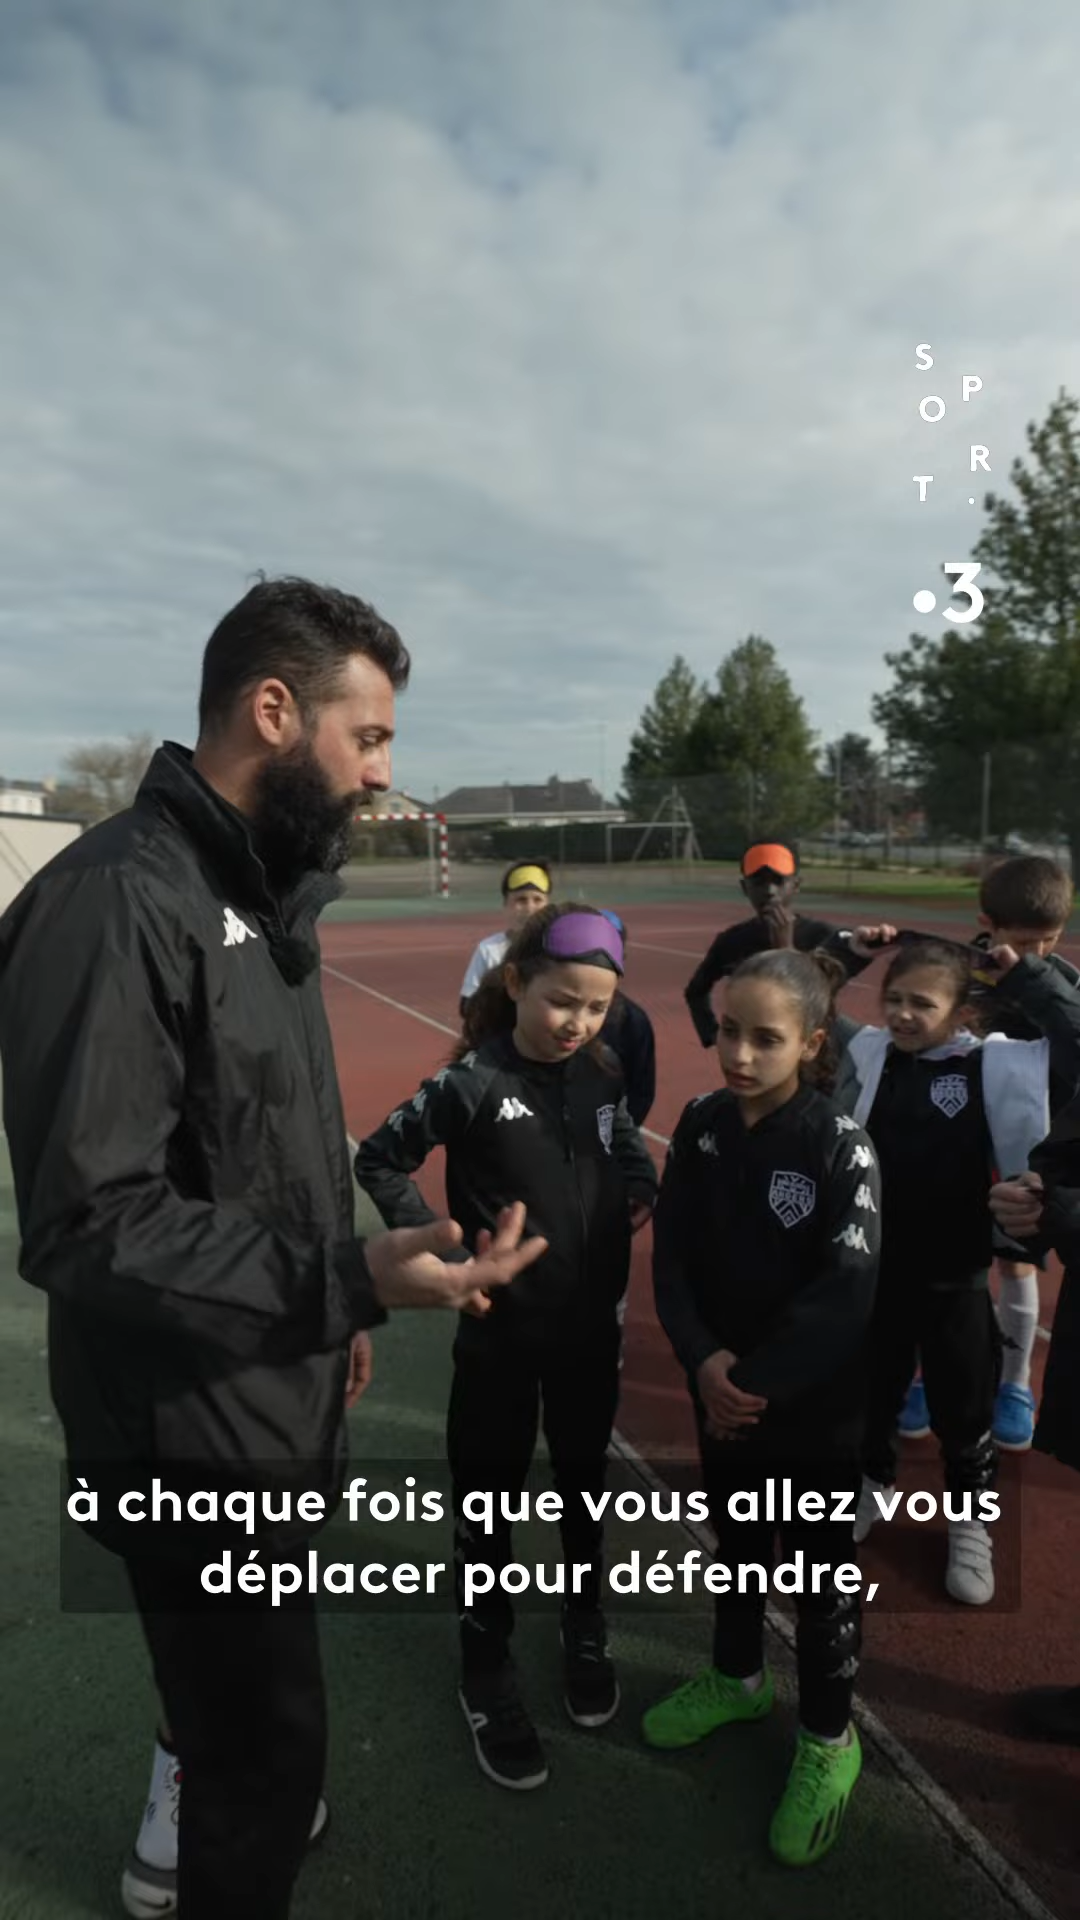 S
P
O
R
T .
.3
à chaque fois que vous allez vous
déplacer pour défendre,